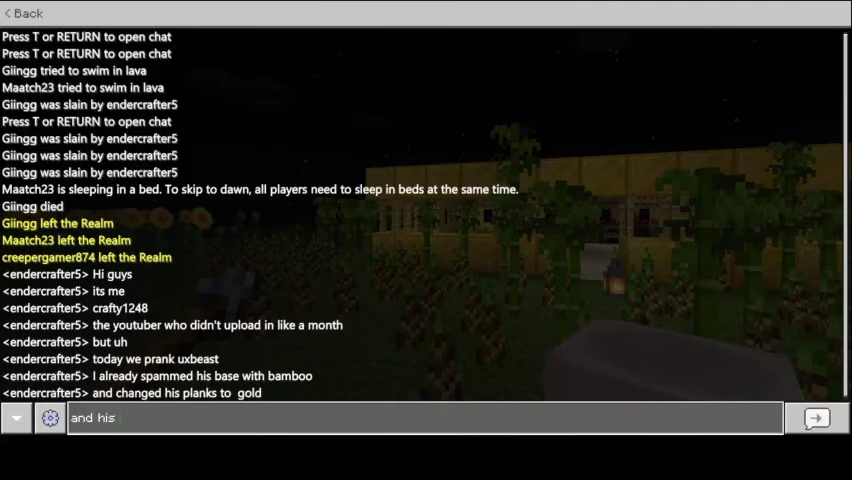 Back
Press T or RETURN to open chat
Press T or RETURN to open chat
Giingg tried to swim in lava
Maatch23 tried to swim in lava
Giingg was slain by endercrafter5
Press T or RETURN to open chat
Giingg was slain by endercrafter5
Giingg was slain by endercrafter5
Giingg was slain by endercrafter5
Maatch23 is sleeping in a bed. To skip to dawn, all players need to sleep in beds at the same time.
Giingg died
Giingg left the Realm
Maatch23 left the Realm
creepergamer874 left the Realm
<endercrafter5> Hi guys
<endercrafter5> its me
<endercrafter5> crafty1248
<endercrafter5> the youtuber who didn't upload in like a month
<endercrafter5> but uh
<endercrafter5> today we prank uxbeast
<endercrafter5> I already spammed his base with bamboo
<endercrafter5> and changed his planks to  gold
and his